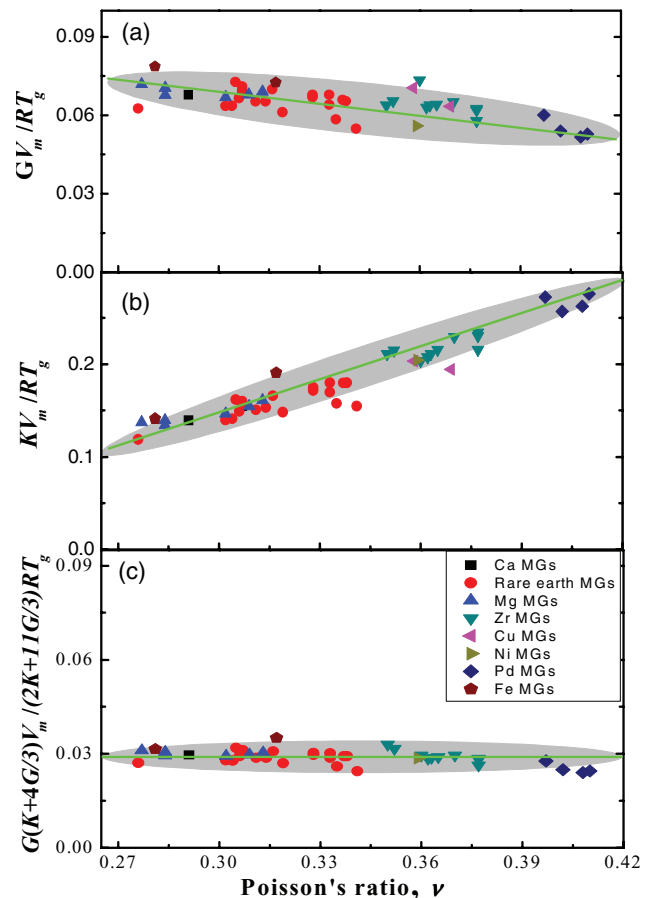 (a)
0.09
0.06
0.03
0.00
GV_m/RT_g
(b)
0.2
0.1
KV_m/RT_g
(c)
0.09
0.06
0.03
0.00
G(K+4G/3)V_m/(2K+11G/3)RT_g
Ca MGs
Rare earth MGs
Mg MGs
Zr MGs
Cu MGs
Ni MGs
Pd MGs
Fe MGs
0.27 0.30 0.33 0.36 0.39 0.42
Poisson's ratio, ν